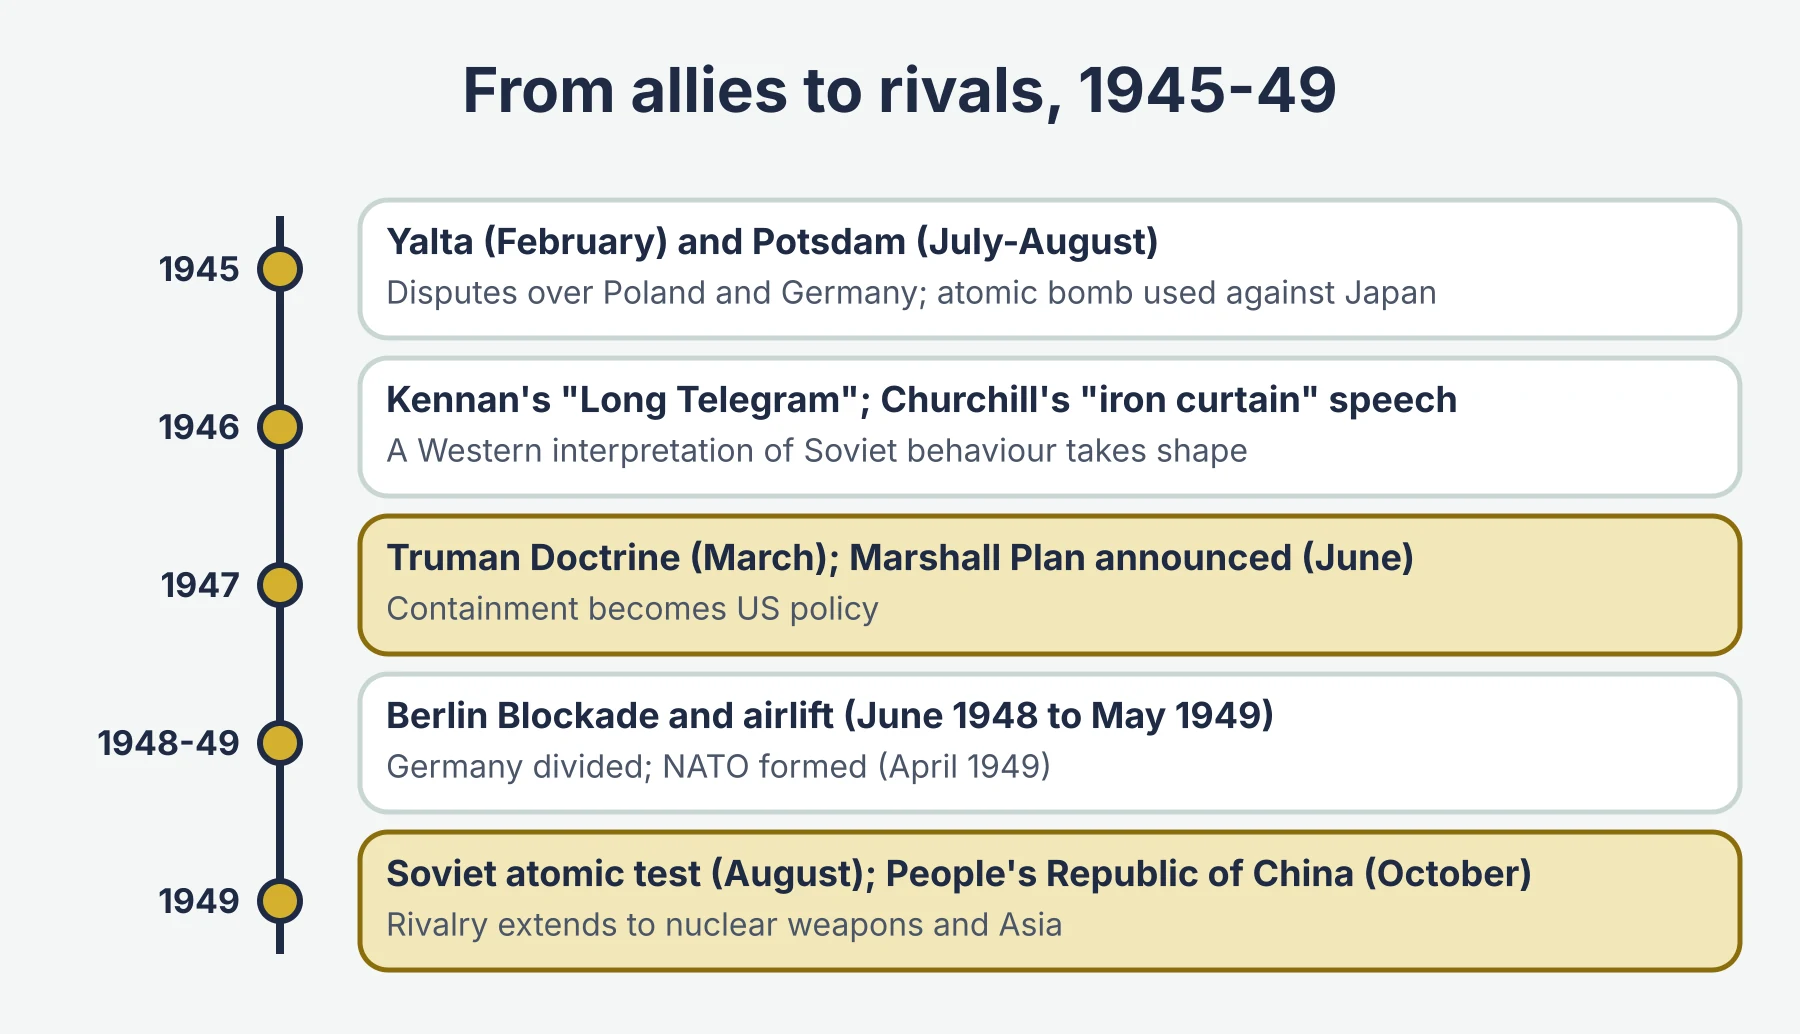 From allies to rivals, 1945-49
1945
Yalta (February) and Potsdam (July-August)
Disputes over Poland and Germany; atomic bomb used against Japan
1946
Kennan's "Long Telegram"; Churchill's "iron curtain" speech
A Western interpretation of Soviet behaviour takes shape
1947
Truman Doctrine (March); Marshall Plan announced (June)
Containment becomes US policy
1948-49
Berlin Blockade and airlift (June 1948 to May 1949)
Germany divided; NATO formed (April 1949)
1949
Soviet atomic test (August); People's Republic of China (October)
Rivalry extends to nuclear weapons and Asia